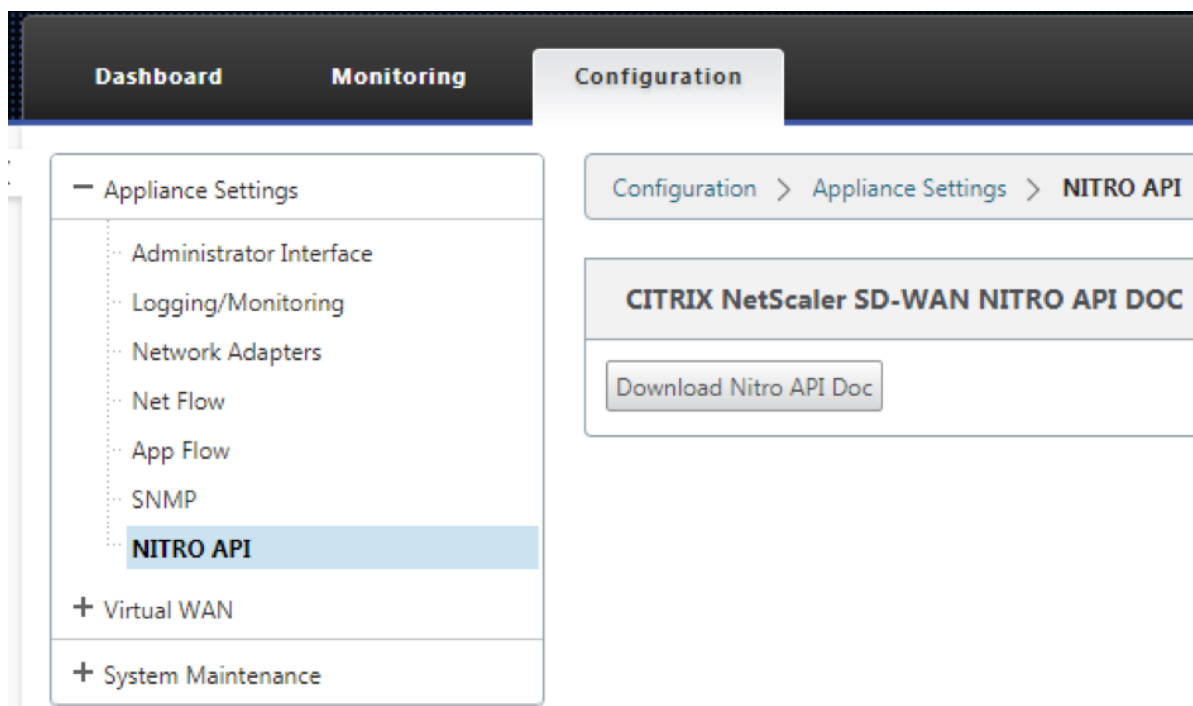 Dashboard
Monitoring
Configuration
Appliance Settings
Administrator Interface
Logging/Monitoring
Network Adapters
Net Flow
App Flow
SNMP
NITRO API
Virtual WAN
System Maintenance
Configuration > Appliance Settings > NITRO API
CITRIX NetScaler SD-WAN NITRO API DOC
Download Nitro API Doc